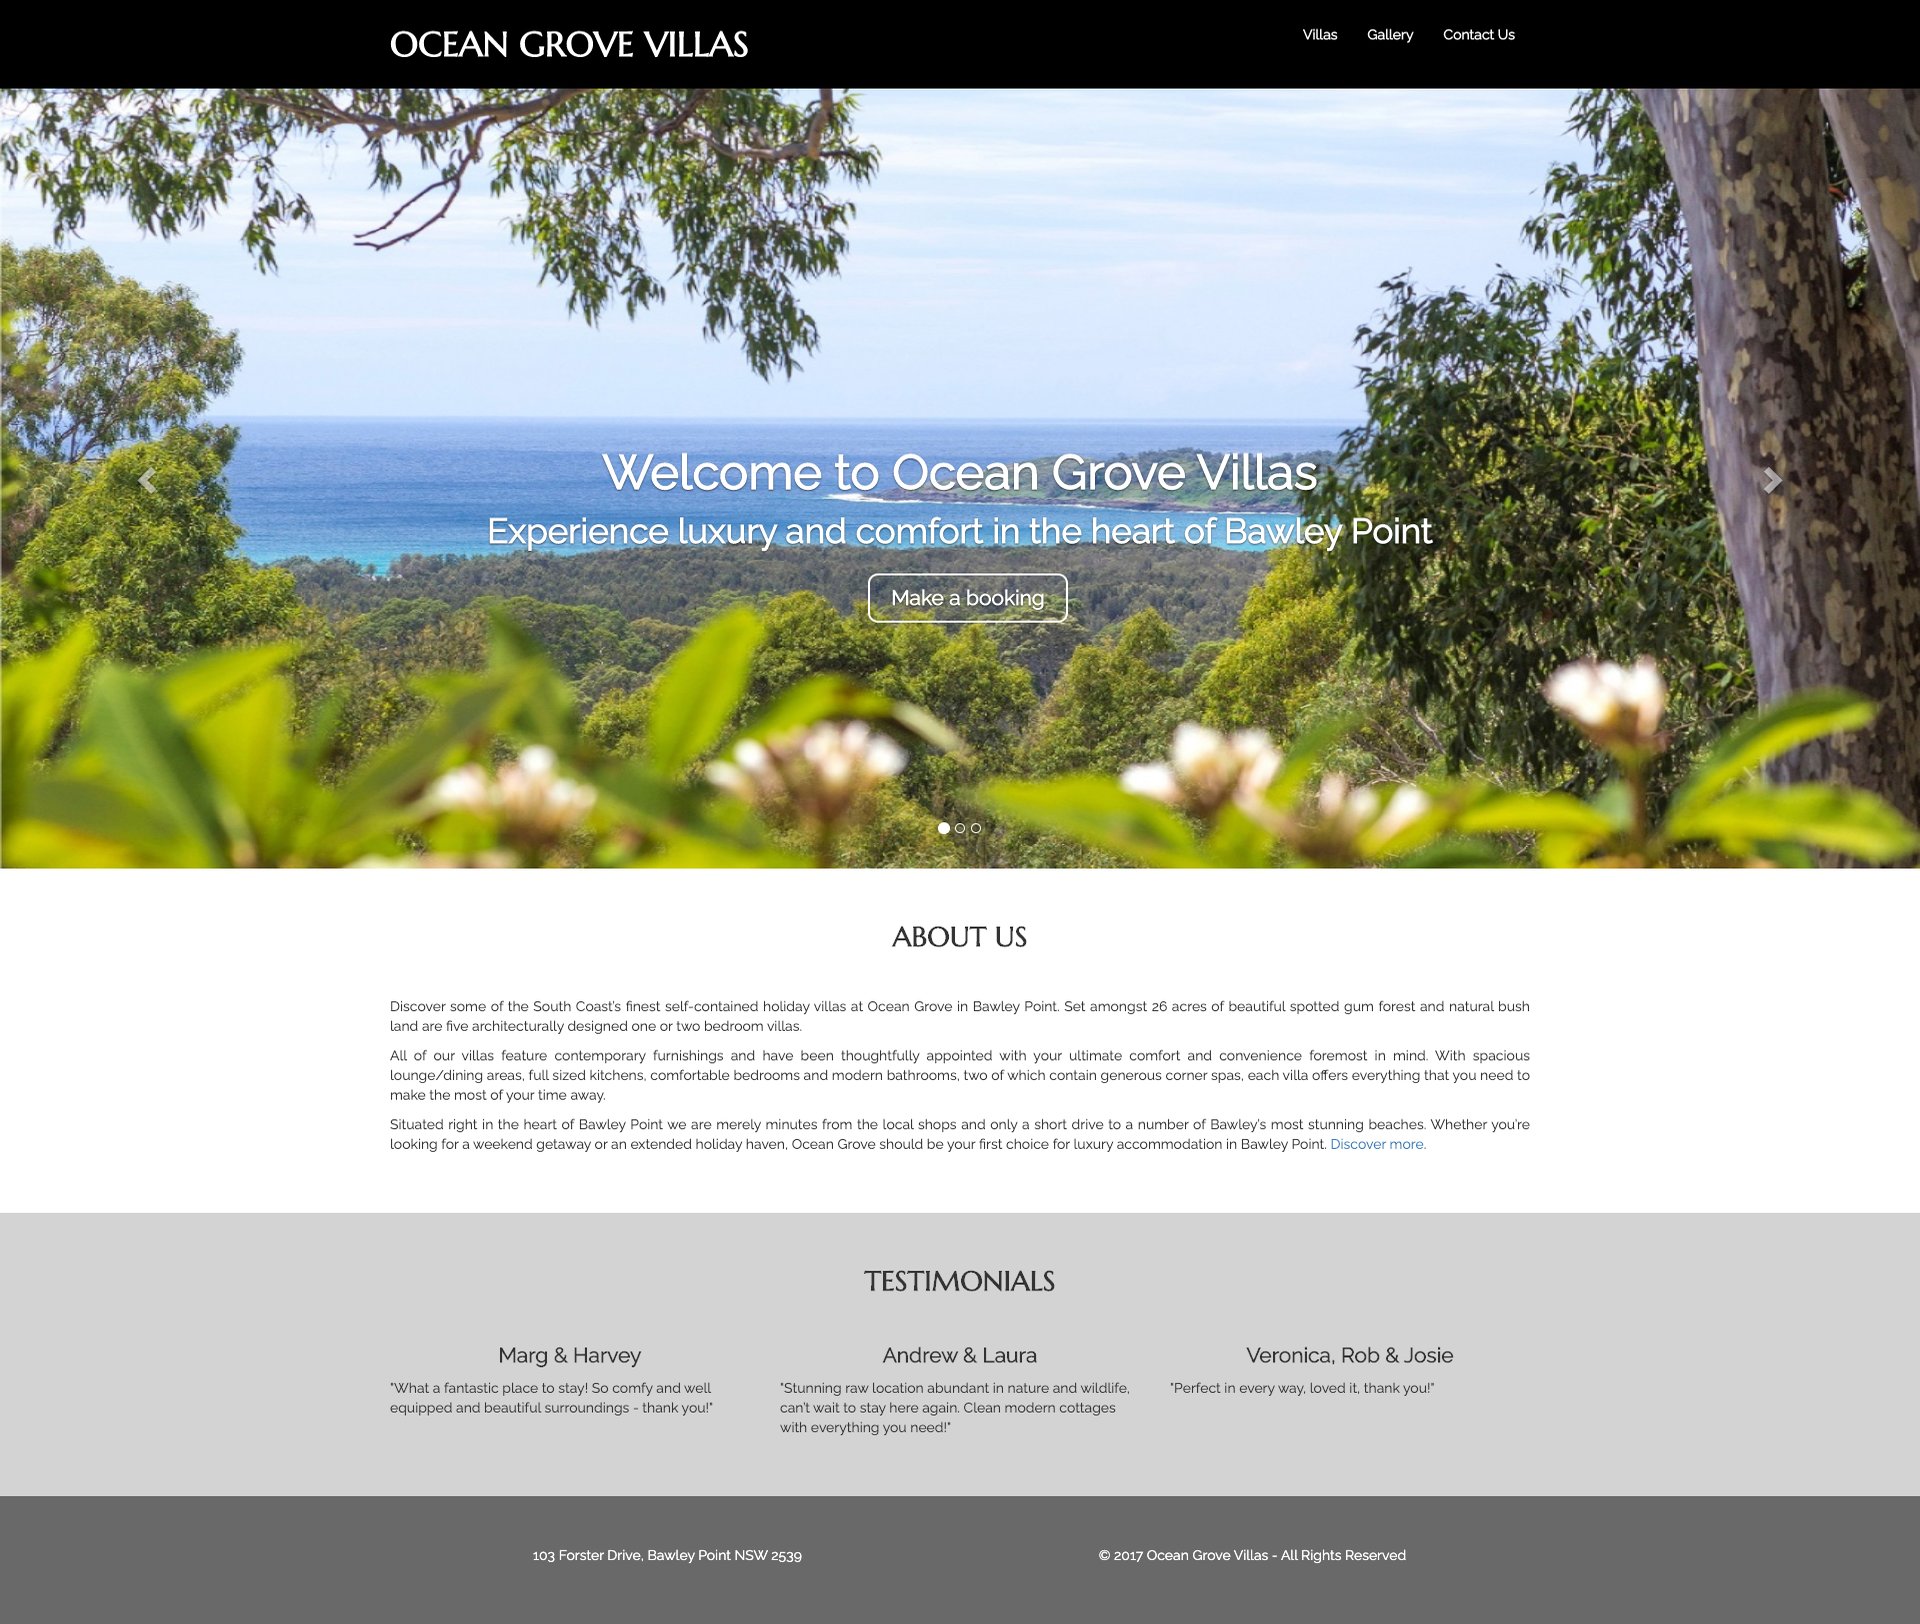 OCEAN GROVE VILLAS
Villas Gallery Contact Us
Welcome to Ocean Grove Villas
Experience luxury and comfort in the heart of Bawley Point
Make a booking
ABOUT US
Discover some of the South Coast's finest self-contained holiday villas at Ocean Grove in Bawley Point. Set amongst 26 acres of beautiful spotted gum forest and natural bush
land are five architecturally designed one or two bedroom villas.
All of our villas feature contemporary furnishings and have been thoughtfully appointed with your ultimate comfort and convenience foremost in mind. With spacious
lounge/dining areas, full sized kitchens, comfortable bedrooms and modern bathrooms, two of which contain generous corner spas, each villa offers everything that you need to
make the most of your time away.
Situated right in the heart of Bawley Point we are merely minutes from the local shops and only a short drive to a number of Bawley's most stunning beaches. Whether you're
looking for a weekend getaway or an extended holiday haven, Ocean Grove should be your first choice for luxury accommodation in Bawley Point. Discover more.
TESTIMONIALS
Marg & Harvey
"What a fantastic place to stay! So comfy and well
equipped and beautiful surroundings - thank you!"
Andrew & Laura
"Stunning raw location abundant in nature and wildlife,
can't wait to stay here again. Clean modern cottages
with everything you need!"
Veronica, Rob & Josie
"Perfect in every way, loved it, thank you!"
103 Forster Drive, Bawley Point NSW 2539
© 2017 Ocean Grove Villas - All Rights Reserved